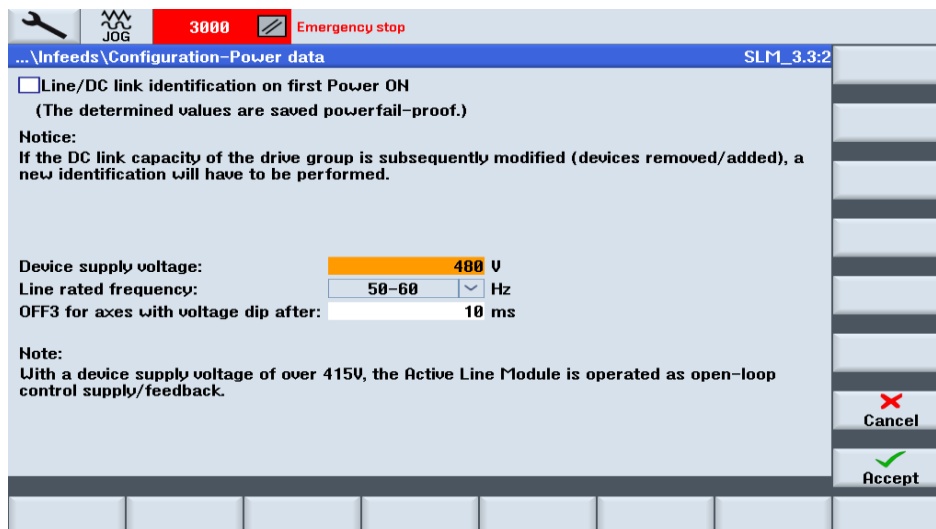 JOG
3000
Emergency stop
...\Infeeds\Configuration-Power data
SLM_3.3:2
Line/DC link identification on first Power ON
(The determined values are saved powerfail-proof.)
Notice:
If the DC link capacity of the drive group is subsequently modified (devices removed/added), a
new identification will have to be performed.
Device supply voltage: 480 V
Line rated frequency: 50-60 Hz
OFF3 for axes with voltage dip after: 10 ms
Note:
With a device supply voltage of over 415V, the Active Line Module is operated as open-loop
control supply/feedback.
Cancel
Accept